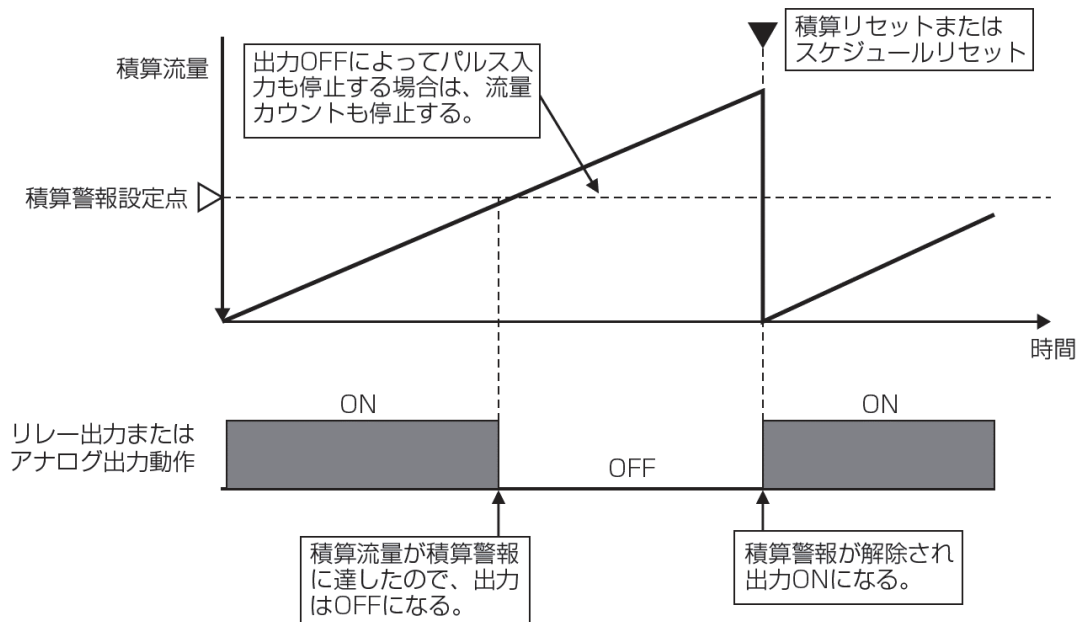 積算リセットまたは
スケジュールリセット
積算流量
出力OFFによってパルス入
力も停止する場合は、流量
カウントも停止する。
積算警報設定点
時間
ON
ON
リレー出力または
アナログ出力動作
OFF
積算流量が積算警報
に達したので、出力
はOFFになる。
積算警報が解除され
出力ONになる。